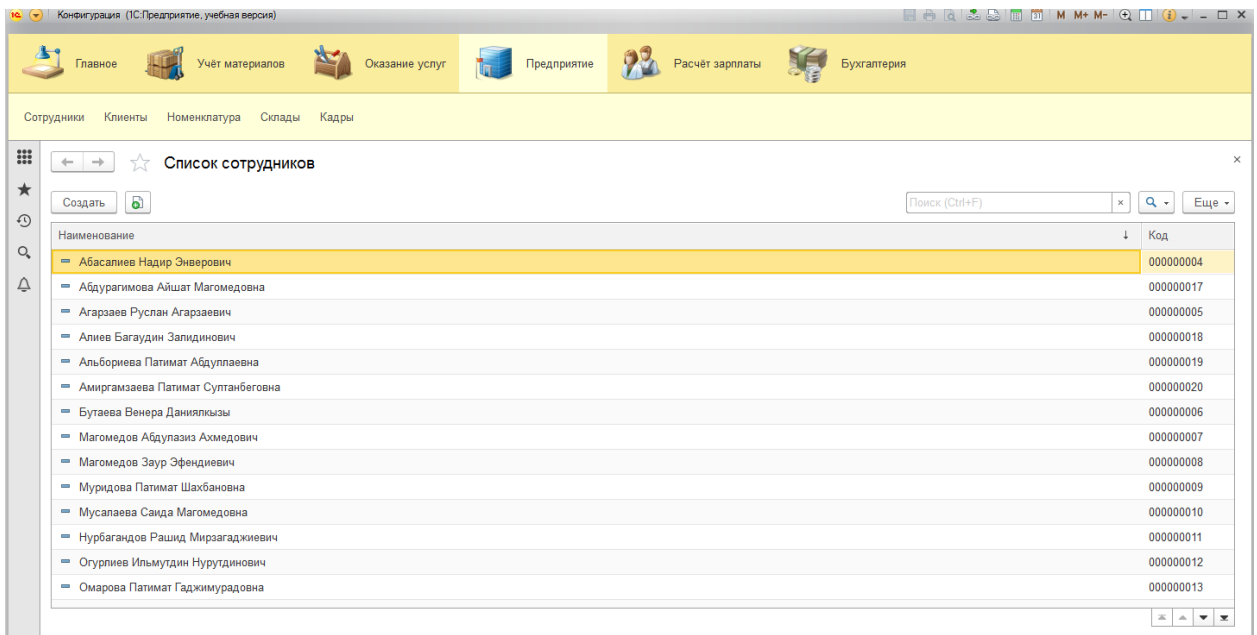 Конфигурация (1С:Предприятие, учебная версия) M M+ M-
Главное Учёт материалов Оказание услуг Предприятие Расчёт зарплаты Бухгалтерия
Сотрудники Клиенты Номенклатура Склады Кадры
Список сотрудников
Создать Поиск (Ctrl+F) Еще
Наименование Код
Абасалиев Надир Энверович 000000004
Абдурагимова Айшат Магомедовна 000000017
Агарзаев Руслан Агарзаевич 000000005
Алиев Багаудин Залидинович 000000018
Альбориева Патимат Абдуллаевна 000000019
Амиргамзаева Патимат Султанбеговна 000000020
Бутаева Венера Даниялкызы 000000006
Магомедов Абдулазиз Ахмедович 000000007
Магомедов Заур Эфендиевич 000000008
Муридова Патимат Шахбановна 000000009
Мусалаева Саида Магомедовна 000000010
Нурбагандов Рашид Мирзагаджиевич 000000011
Огурлиев Ильмутдин Нурутдинович 000000012
Омарова Патимат Гаджимурадовна 000000013